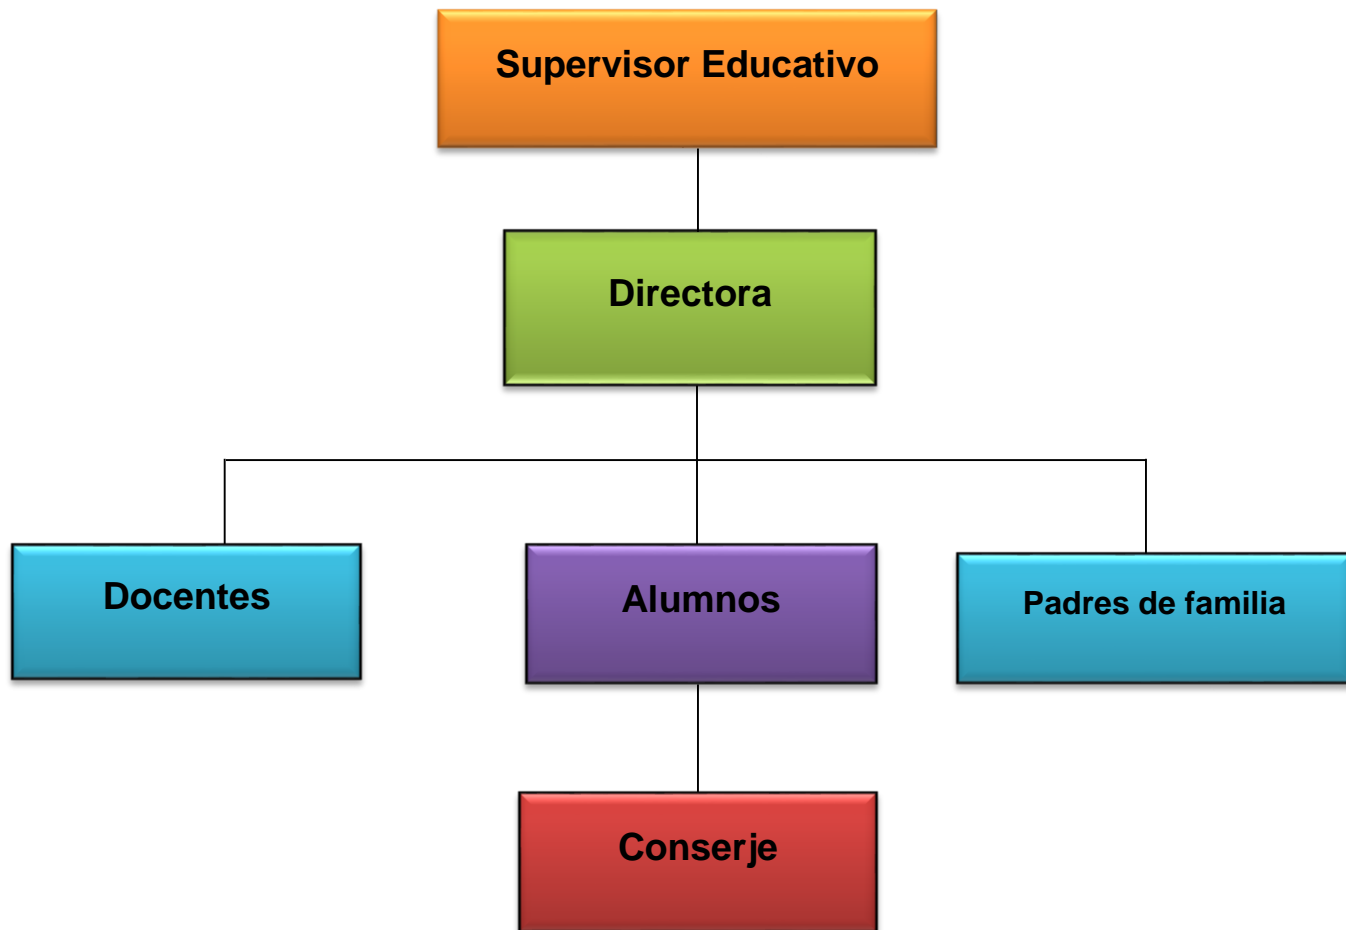 Supervisor Educativo
Directora
Docentes
Alumnos
Padres de familia
Conserje